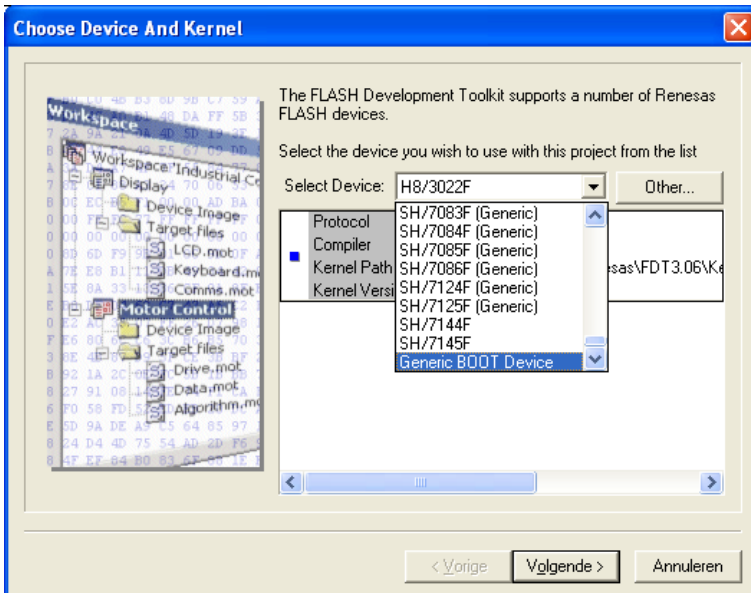 Choose Device And Kernel
Workspace
Workspace "Industrial Co
Display
Device Image
Target files
LCD.mot
Keyboard.m
Comms.mot
Motor Control
Device Image
Target files
Drive.mot
Data.mot
Algorithm.mo
The FLASH Development Toolkit supports a number of Renesas
FLASH devices.
Select the device you wish to use with this project from the list
Select Device: H8/3022F Other...
Protocol
Compiler
Kernel Path
Kernel Versi
esas\FDT3.06\Ke
SH/7083F (Generic)
SH/7084F (Generic)
SH/7085F (Generic)
SH/7086F (Generic)
SH/7124F (Generic)
SH/7125F (Generic)
SH/7144F
SH/7145F
Generic BOOT Device
< Vorige Volgende > Annuleren